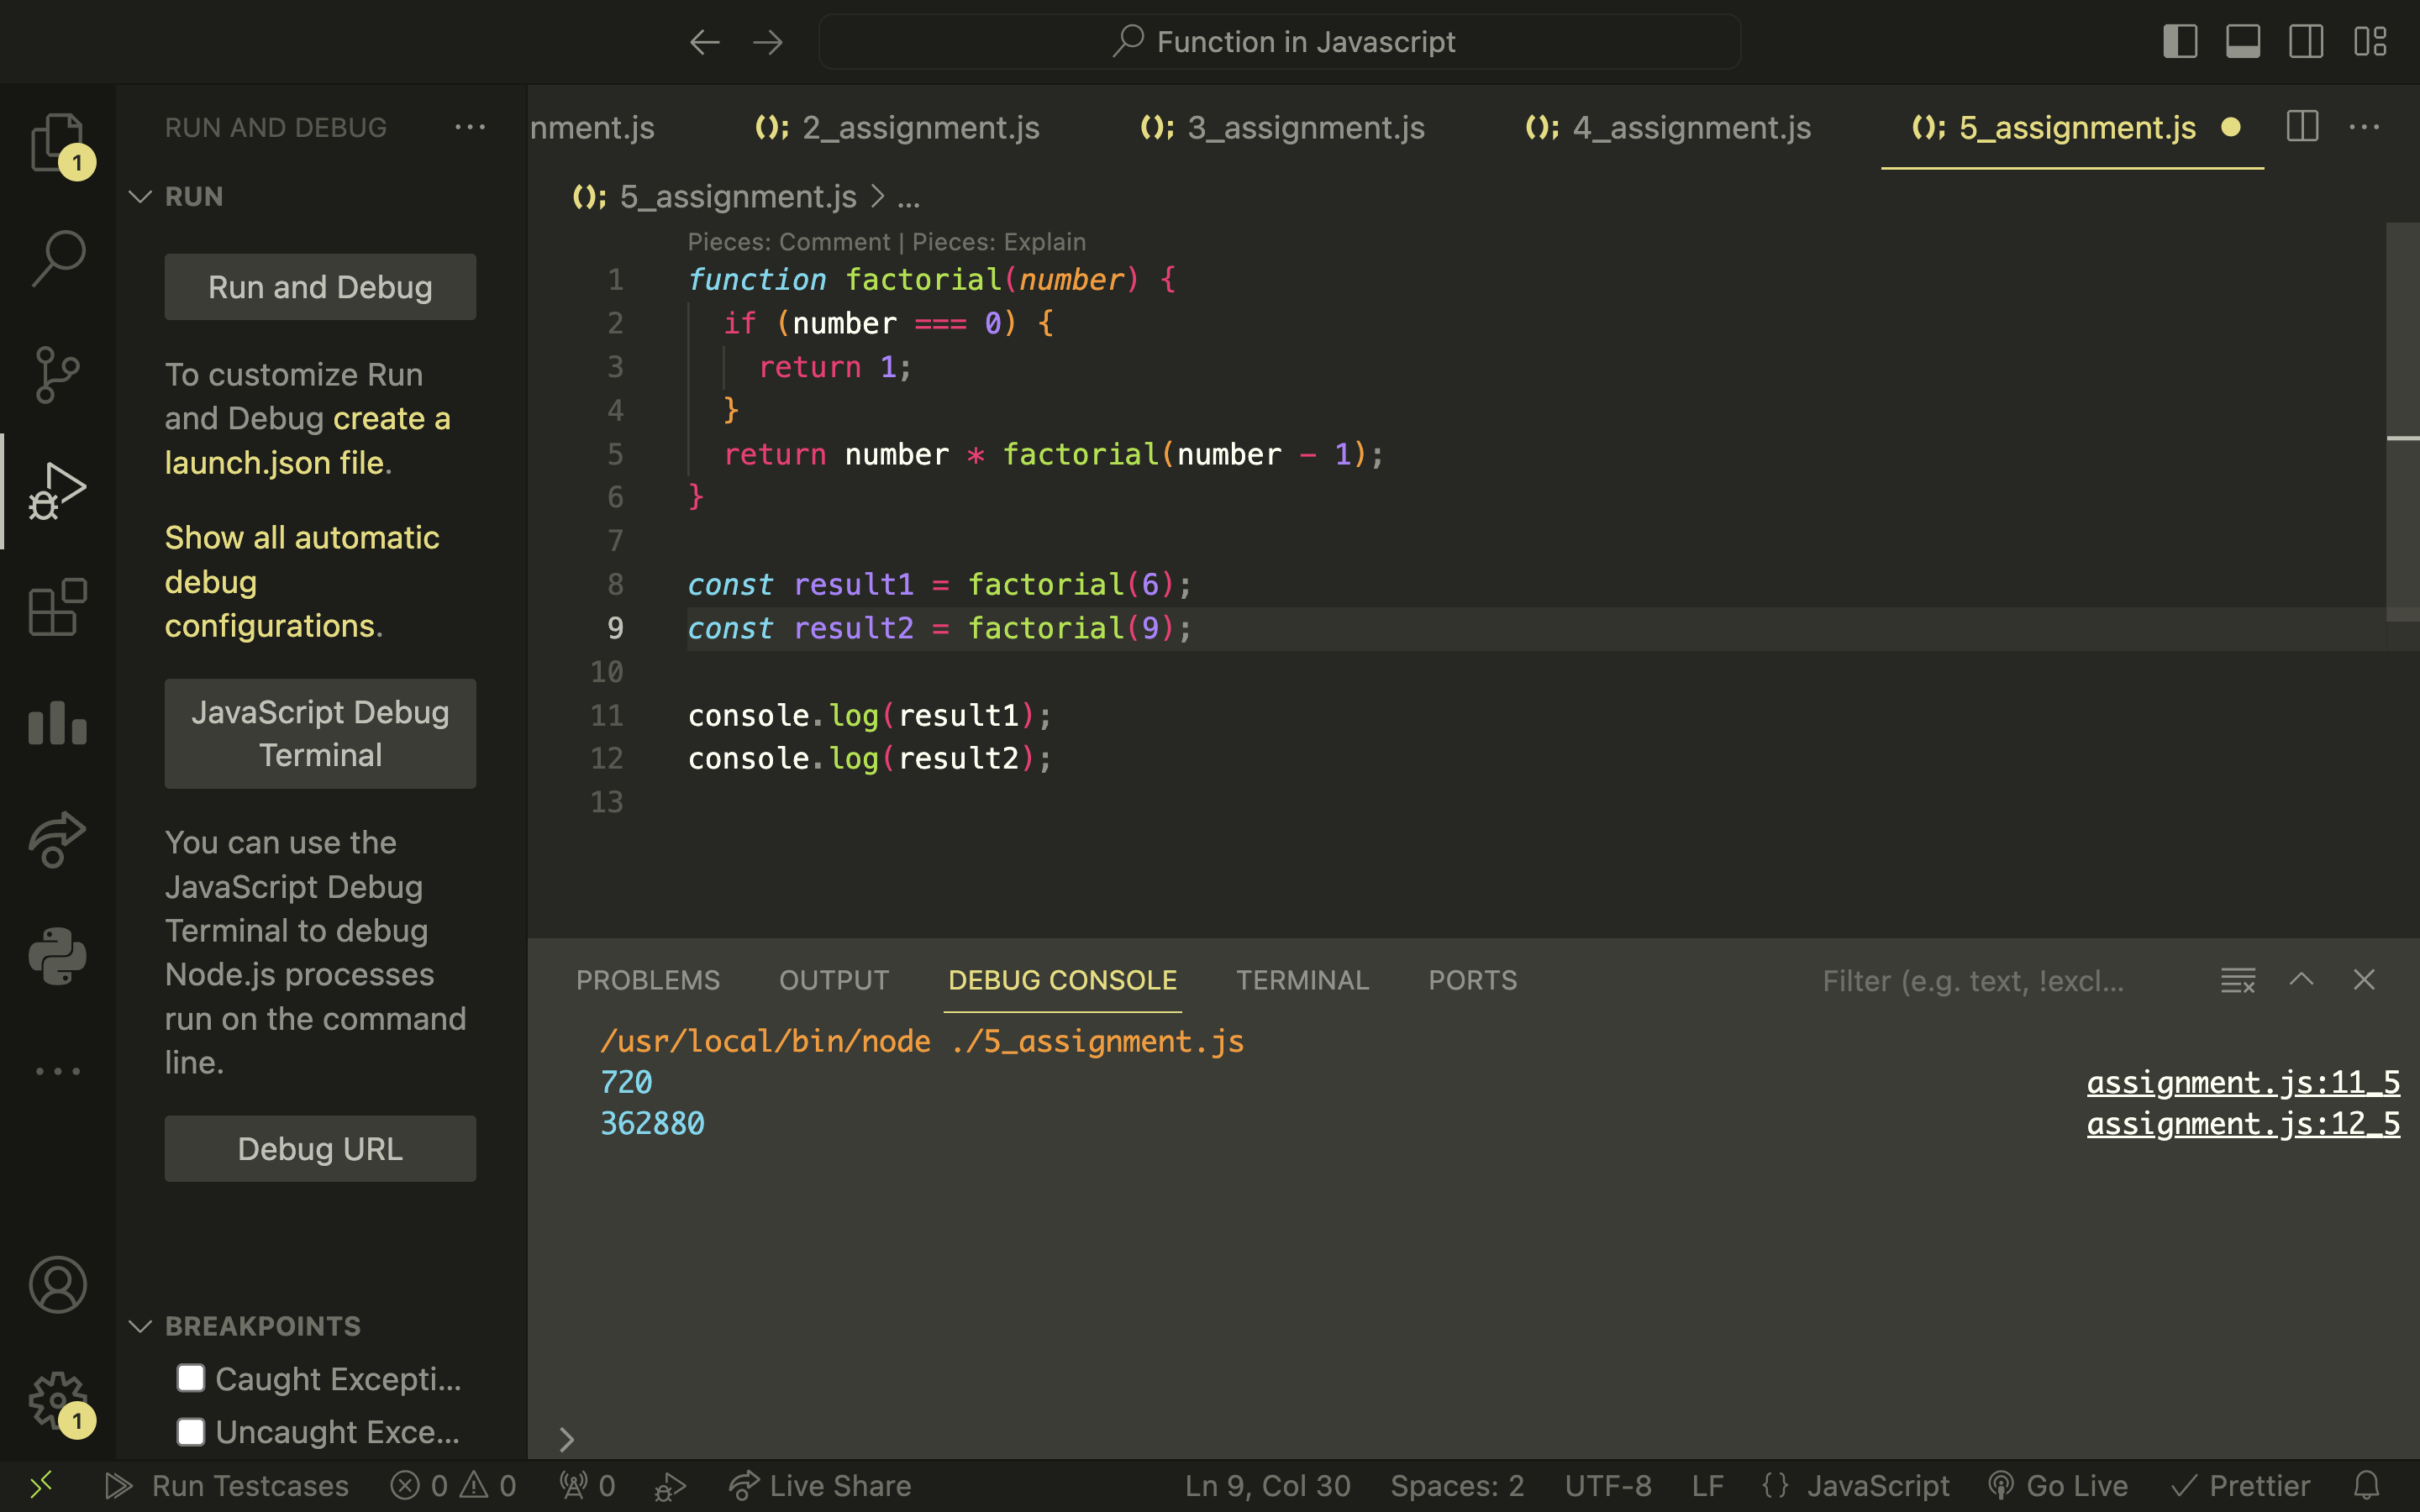 Function in Javascript
RUN AND DEBUG
RUN
Run and Debug
To customize Run
and Debug create a
launch.json file.
Show all automatic
debug
configurations.
JavaScript Debug
Terminal
You can use the
JavaScript Debug
Terminal to debug
Node.js processes
run on the command
line.
Debug URL
BREAKPOINTS
Caught Excepti...
Uncaught Exce...
1
1
nment.js
2_assignment.js
3_assignment.js
4_assignment.js
5_assignment.js
5_assignment.js > ...
Pieces: Comment | Pieces: Explain
1 function factorial(number) {
2   if (number === 0) {
3     return 1;
4   }
5   return number * factorial(number - 1);
6 }
7
8 const result1 = factorial(6);
9 const result2 = factorial(9);
10
11 console.log(result1);
12 console.log(result2);
13
PROBLEMS OUTPUT DEBUG CONSOLE TERMINAL PORTS Filter (e.g. text, !excl...
/usr/local/bin/node ./5_assignment.js
720 assignment.js:11_5
362880 assignment.js:12_5
>
Run Testcases 0 0 0 Live Share Ln 9, Col 30 Spaces: 2 UTF-8 LF {} JavaScript Go Live Prettier